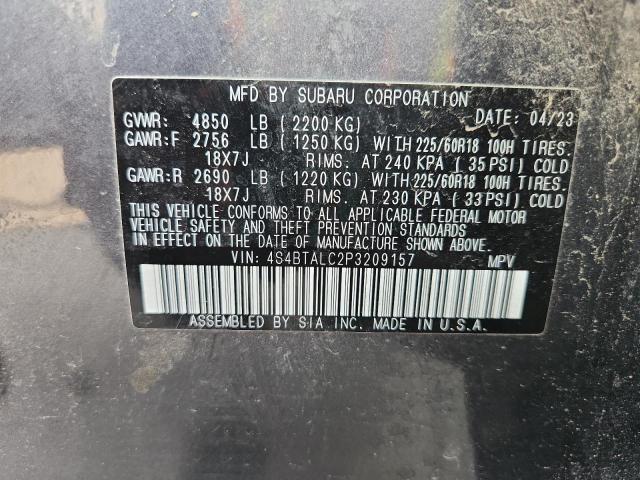 MFD BY SUBARU CORPORATION
DATE: 04/23
GVWR: 4850 LB (2200 KG)
GAWR:F 2756 LB (1250 KG) WITH 225/60R18 100H TIRES.
18X7J RIMS. AT 240 KPA (35 PSI) COLD
GAWR:R 2690 LB (1220 KG) WITH 225/60R18 100H TIRES.
18X7J RIMS. AT 230 KPA (33 PSI) COLD
THIS VEHICLE CONFORMS TO ALL APPLICABLE FEDERAL MOTOR
VEHICLE SAFETY AND THEFT BUMPER PREVENTION STANDARDS
IN EFFECT ON THE DATE OF MANUFACTURE SHOWN ABOVE.
VIN: 4S4BTALC2P3209157 MPV
ASSEMBLED BY SIA INC. MADE IN U.S.A.